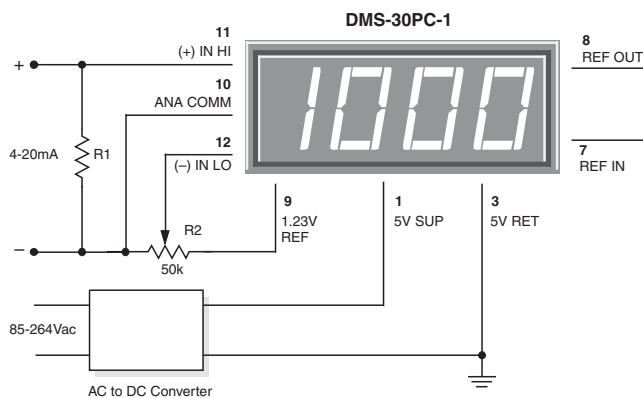 DMS-30PC-1
11
(+) IN HI
8
REF OUT
+
10
ANA COMM
1000
12
(–) IN LO
4-20mA
R1
7
REF IN
9
1.23V
REF
1
5V SUP
3
5V RET
–
R2
50k
85-264Vac
AC to DC Converter